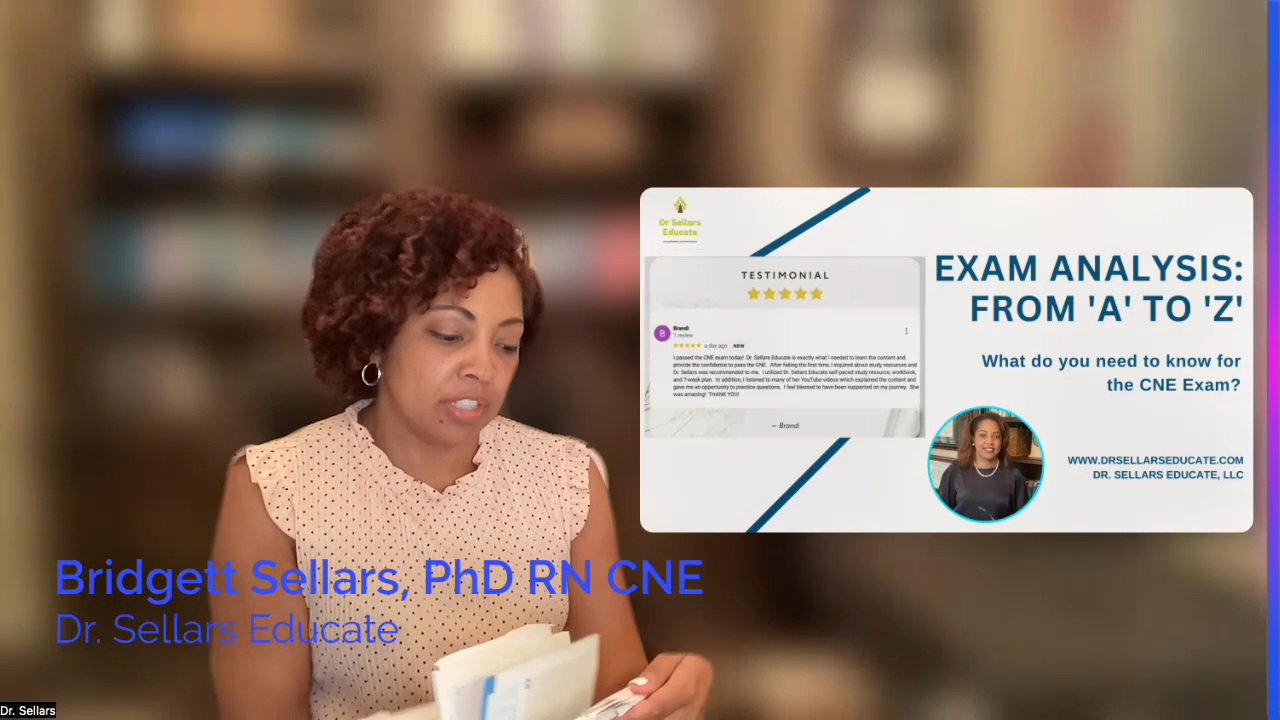 Dr Sellars
Educate
TESTIMONIAL
B
Brandi
1 review
a day ago NEW
I passed the CNE exam today! Dr. Sellars Educate is exactly what I needed to learn the content and
provide the confidence to pass the CNE. After failing the first time, I inquired about study resources and
Dr. Sellars was recommended to me. I utilized Dr. Sellars Educate self paced study resource, workbook,
and 7-week plan. In addition, I listened to many of her YouTube videos which explained the content and
gave me an opportunity to practice questions. I feel blessed to have been supported on my journey. She
was amazing! THANK YOU!
— Brandi
EXAM ANALYSIS:
FROM 'A' TO 'Z'
What do you need to know for
the CNE Exam?
WWW.DRSELLARSEDUCATE.COM
DR. SELLARS EDUCATE, LLC
Bridgett Sellars, PhD RN CNE
Dr. Sellars Educate
Dr. Sellars